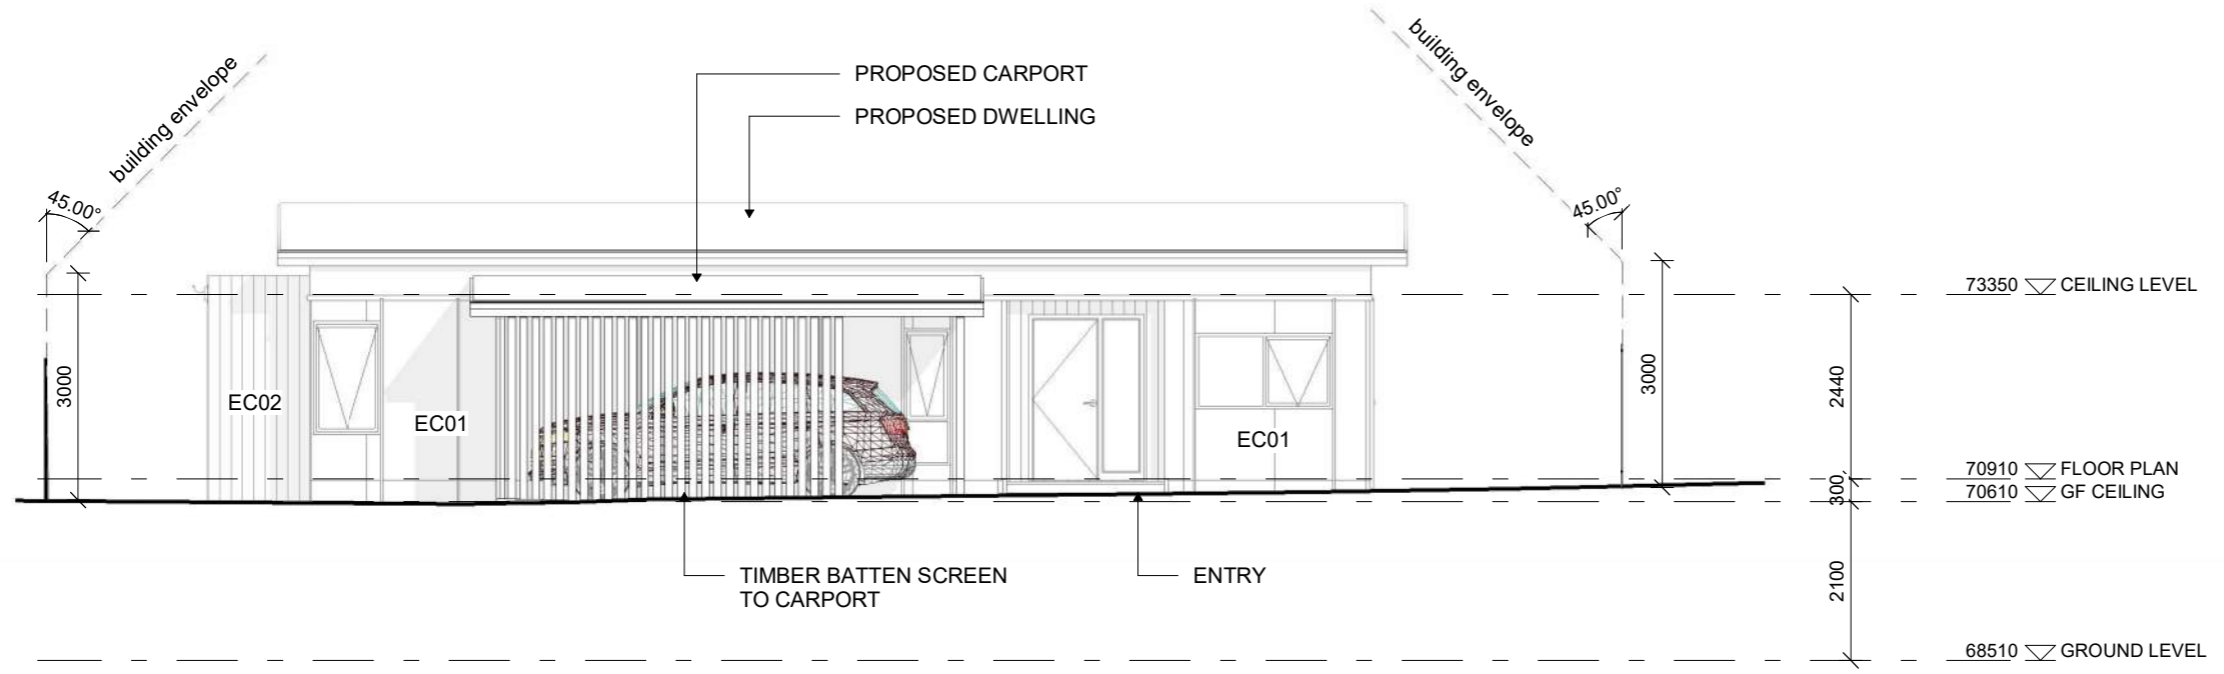 building envelope
building envelope
PROPOSED CARPORT
PROPOSED DWELLING
45.00°
45.00°
73350 CEILING LEVEL
3000
3000
2440
EC02
EC01
EC01
70910 FLOOR PLAN
300
70610 GF CEILING
TIMBER BATTEN SCREEN
TO CARPORT
ENTRY
2100
68510 GROUND LEVEL